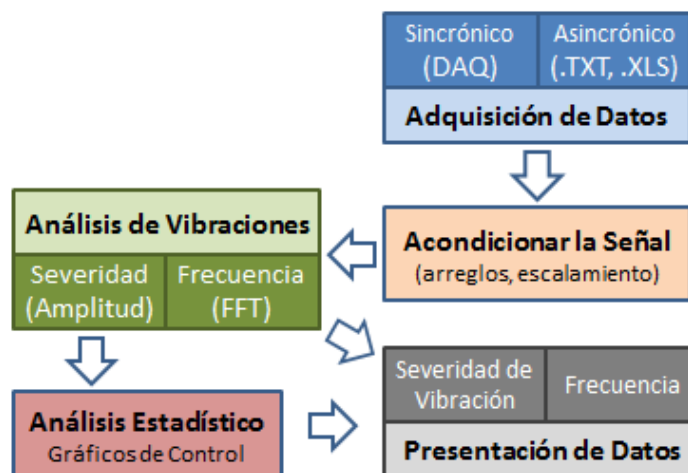 Sincrónico
(DAQ)
Asincrónico
(.TXT, .XLS)
Adquisición de Datos
Acondicionar la Señal
(arreglos, escalamiento)
Análisis de Vibraciones
Severidad
(Amplitud)
Frecuencia
(FFT)
Análisis Estadístico
Gráficos de Control
Severidad de
Vibración
Frecuencia
Presentación de Datos